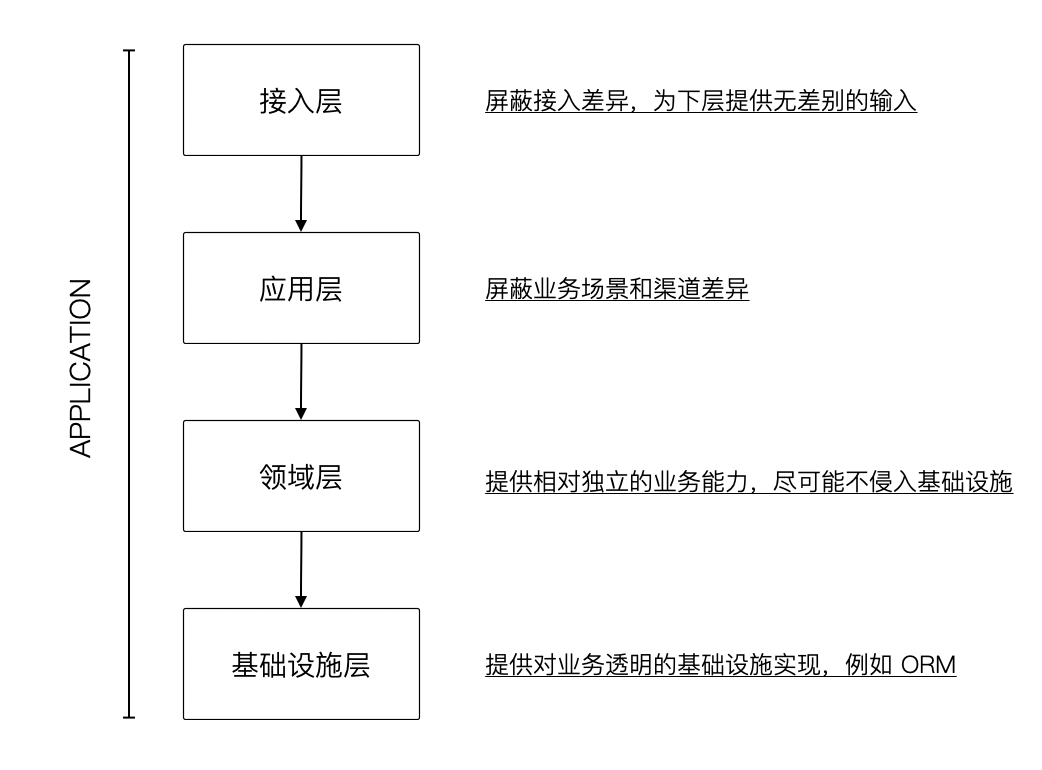 接入层
屏蔽接入差异，为下层提供无差别的输入
应用层
屏蔽业务场景和渠道差异
APPLICATION
领域层
提供相对独立的业务能力，尽可能不侵入基础设施
基础设施层
提供对业务透明的基础设施实现，例如 ORM